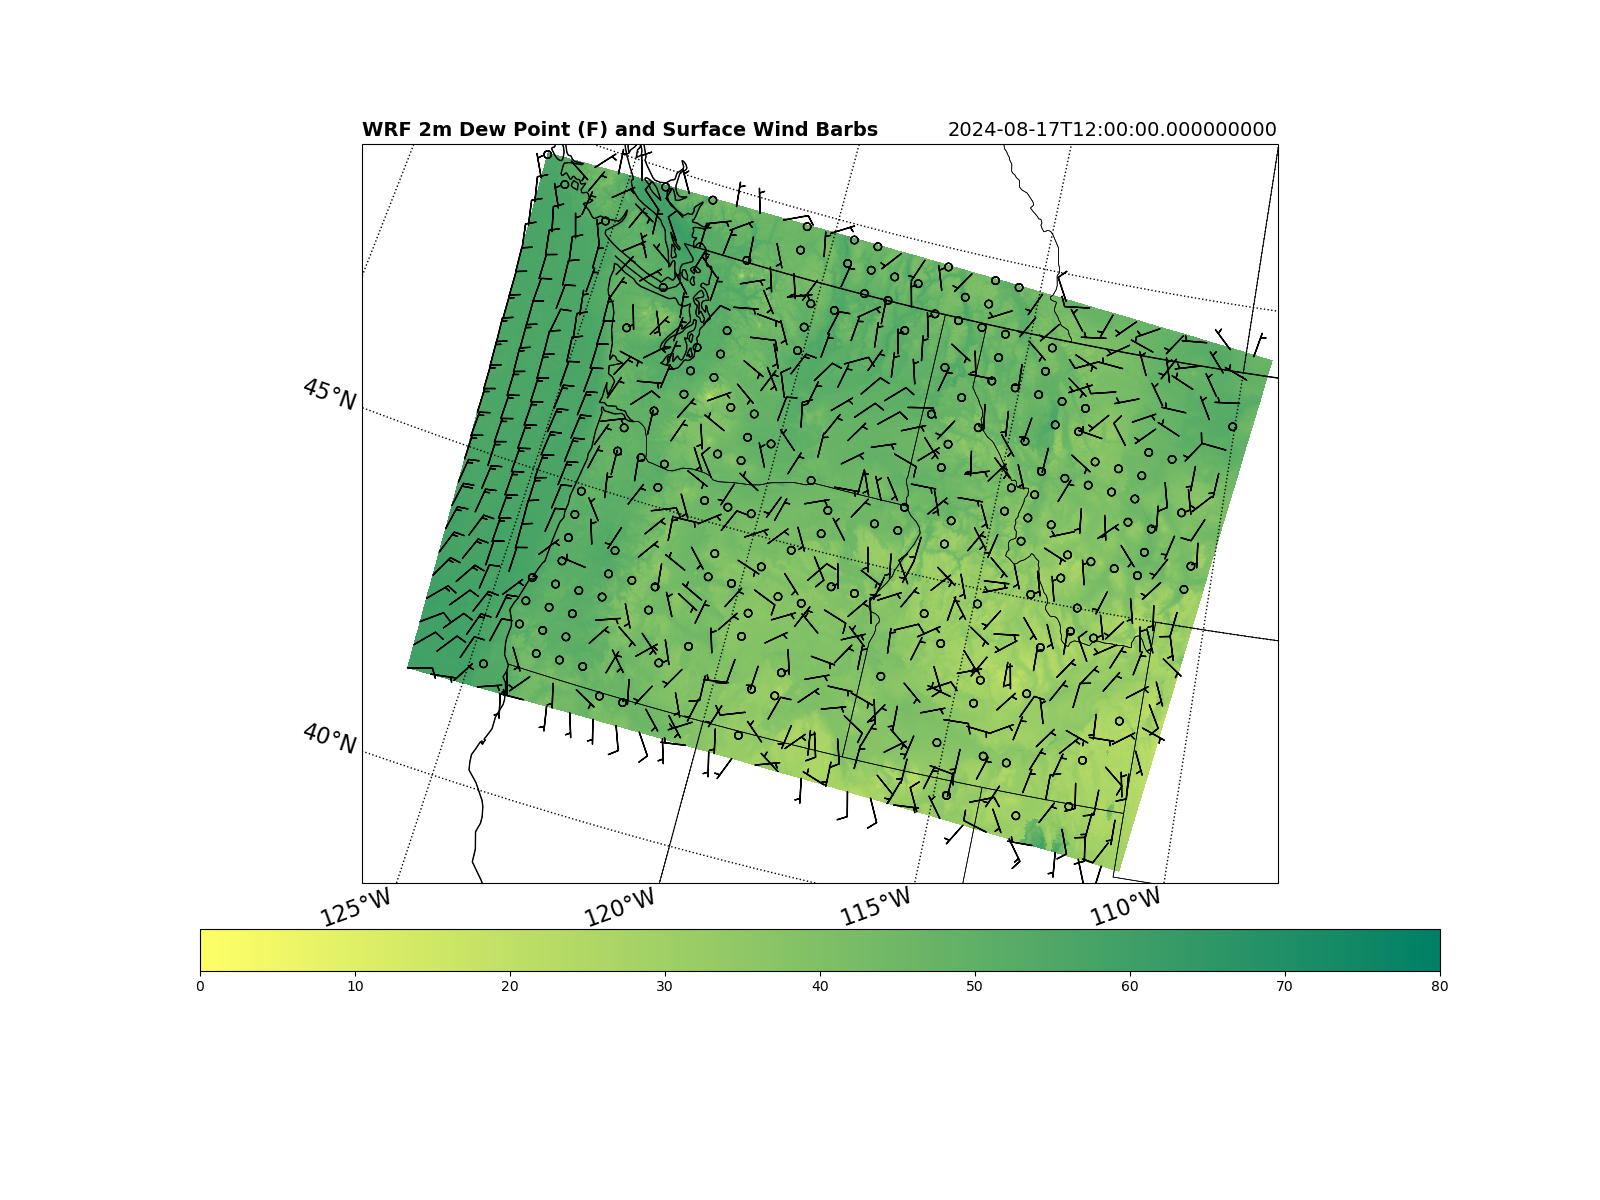 WRF 2m Dew Point (F) and Surface Wind Barbs 2024-08-17T12:00:00.000000000
45°N
40°N
125°W 120°W 115°W 110°W
0 10 20 30 40 50 60 70 80